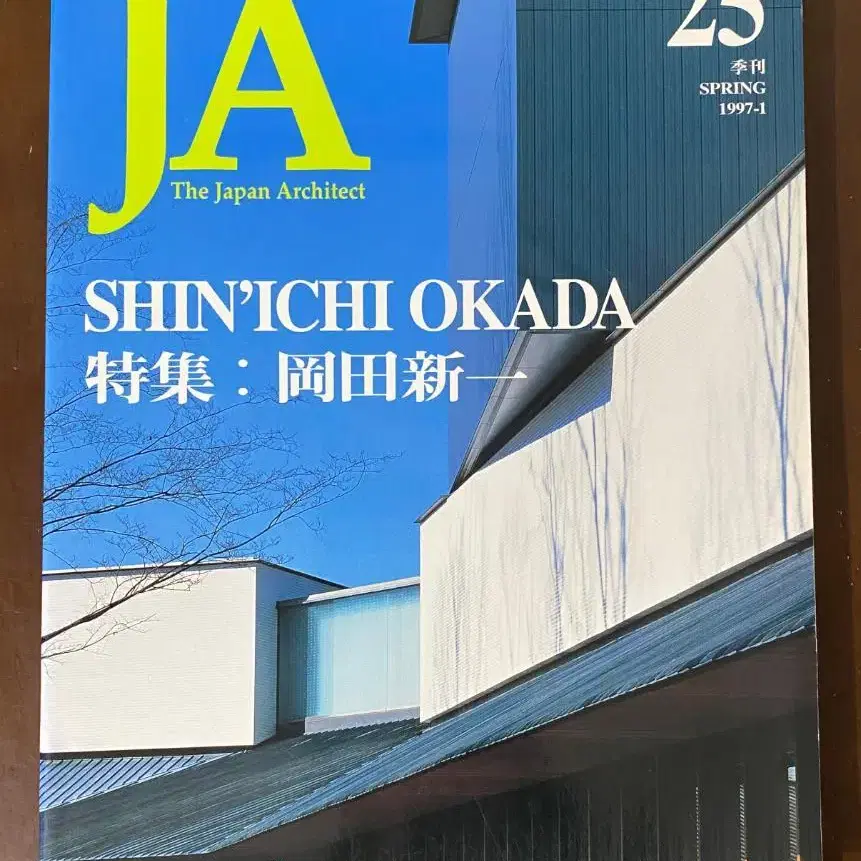 JA
The Japan Architect
25
季刊
SPRING
1997-1
SHIN'ICHI OKADA
特集：岡田新一